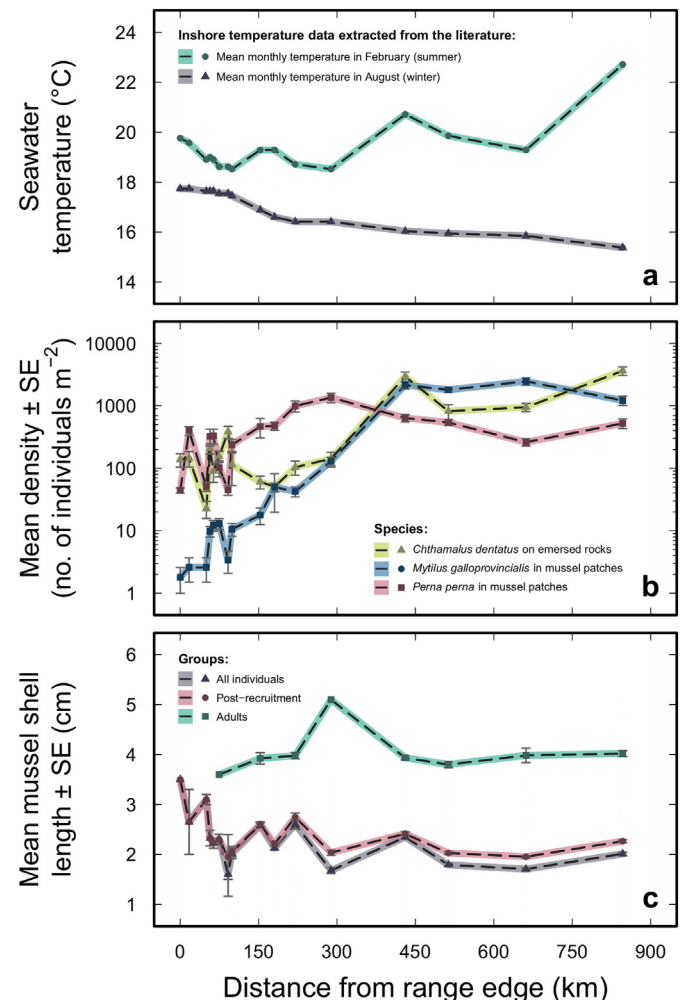 Seawater
temperature (°C)
24
22
20
18
16
14
Inshore temperature data extracted from the literature:
Mean monthly temperature in February (summer)
Mean monthly temperature in August (winter)
a
Mean density ± SE
(no. of individuals m⁻²)
10000
1000
100
10
1
Species:
Chthamalus dentatus on emersed rocks
Mytilus galloprovincialis in mussel patches
Perna perna in mussel patches
b
Mean mussel shell
length ± SE (cm)
6
5
4
3
2
1
Groups:
All individuals
Post−recruitment
Adults
c
0 150 300 450 600 750 900
Distance from range edge (km)